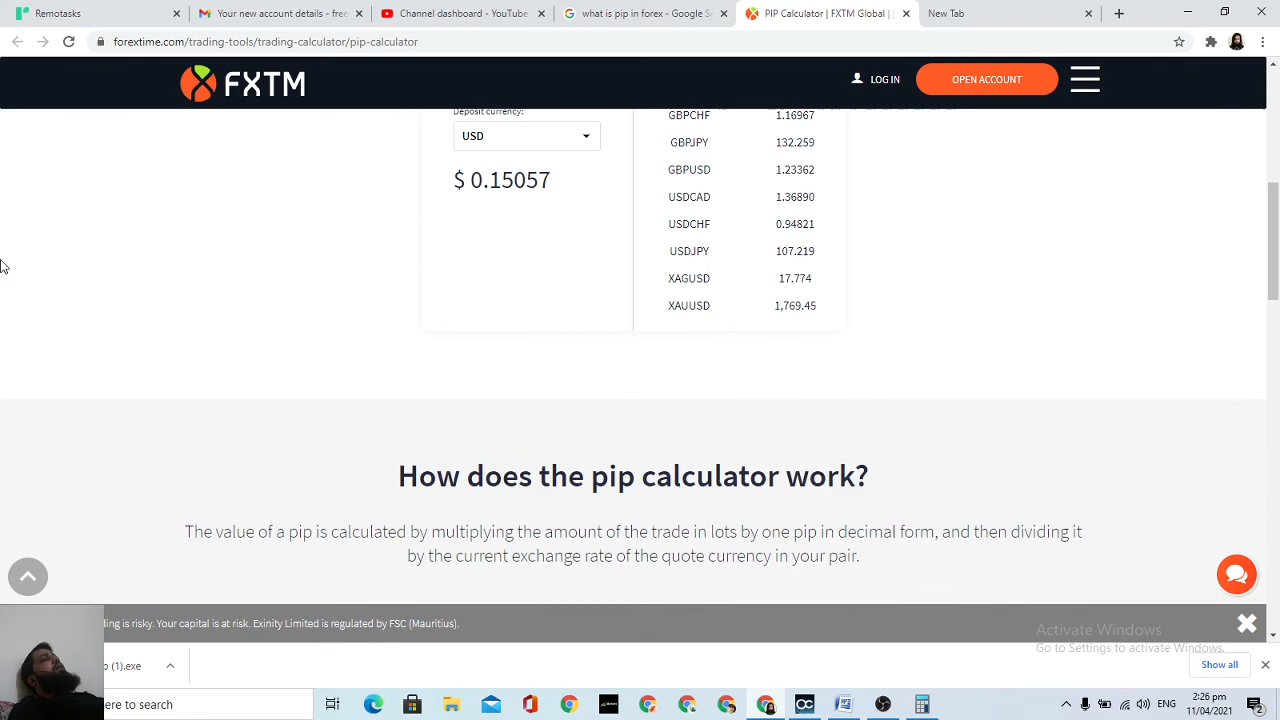 Remotasks
Your new account details - free
Channel dashboard - YouTube
what is pip in forex - Google Se
PIP Calculator | FXTM Global |
New Tab
forextime.com/trading-tools/trading-calculator/pip-calculator
FXTM
LOG IN
OPEN ACCOUNT
Deposit currency:
USD
$ 0.15057
GBPCHF 1.16967
GBPJPY 132.259
GBPUSD 1.23362
USDCAD 1.36890
USDCHF 0.94821
USDJPY 107.219
XAGUSD 17.774
XAUUSD 1,769.45
How does the pip calculator work?
The value of a pip is calculated by multiplying the amount of the trade in lots by one pip in decimal form, and then dividing it
by the current exchange rate of the quote currency in your pair.
ding is risky. Your capital is at risk. Exinity Limited is regulated by FSC (Mauritius).
Activate Windows
Go to Settings to activate Windows.
(1).exe
Show all
ere to search
ENG
2:26 pm
11/04/2021
2